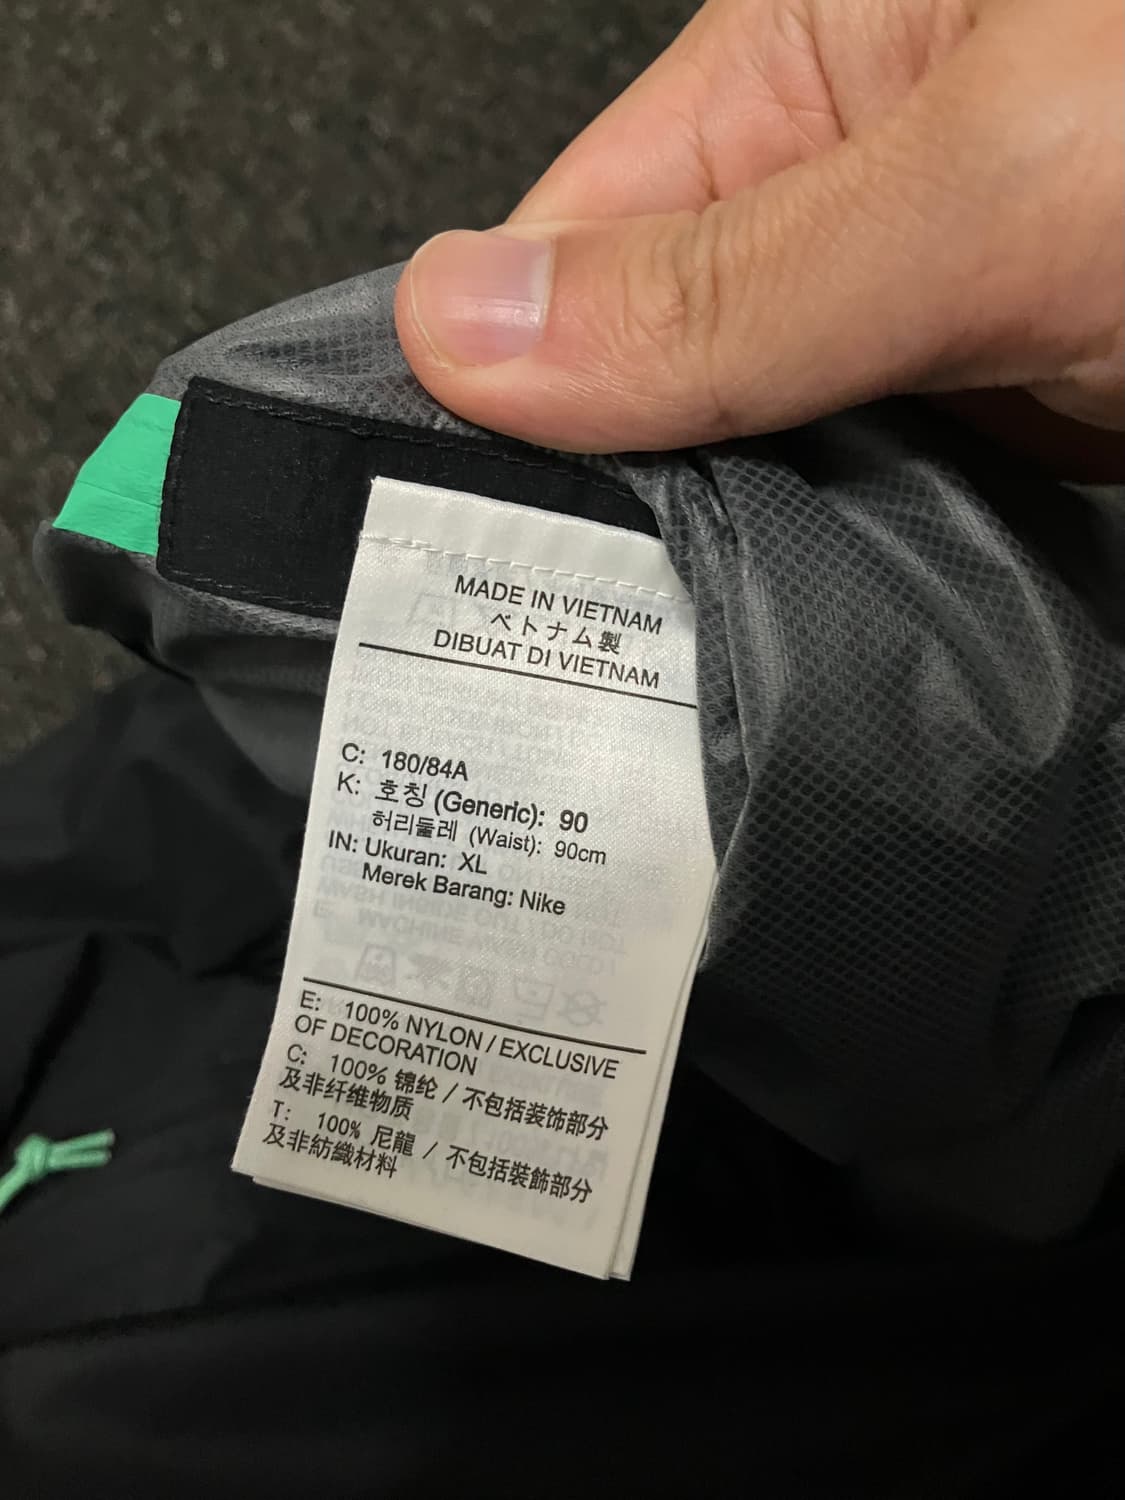 MADE IN VIETNAM
ベトナム製
DIBUAT DI VIETNAM
C: 180/84A
K: 호칭 (Generic): 90
허리둘레 (Waist): 90cm
IN: Ukuran: XL
Merek Barang: Nike
E: 100% NYLON / EXCLUSIVE
OF DECORATION
C: 100% 锦纶 / 不包括装饰部分
及非纤维物质
T: 100% 尼龍 / 不包括裝飾部分
及非紡織材料